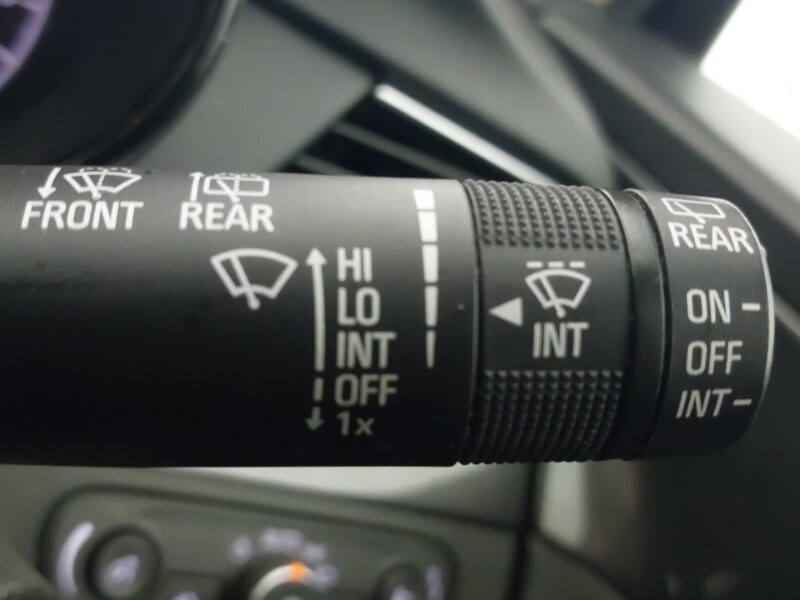 FRONT
REAR
HI
LO
INT
OFF
1x
INT
REAR
ON
OFF
INT